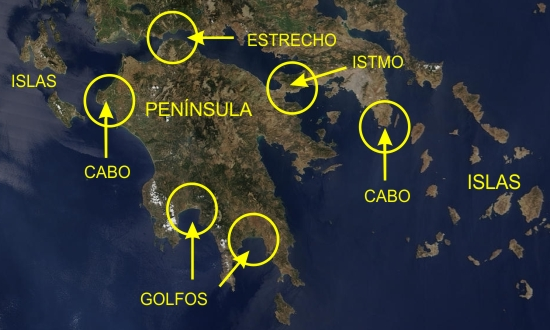 ESTRECHO
ISTMO
ISLAS
PENÍNSULA
CABO
CABO
ISLAS
GOLFOS